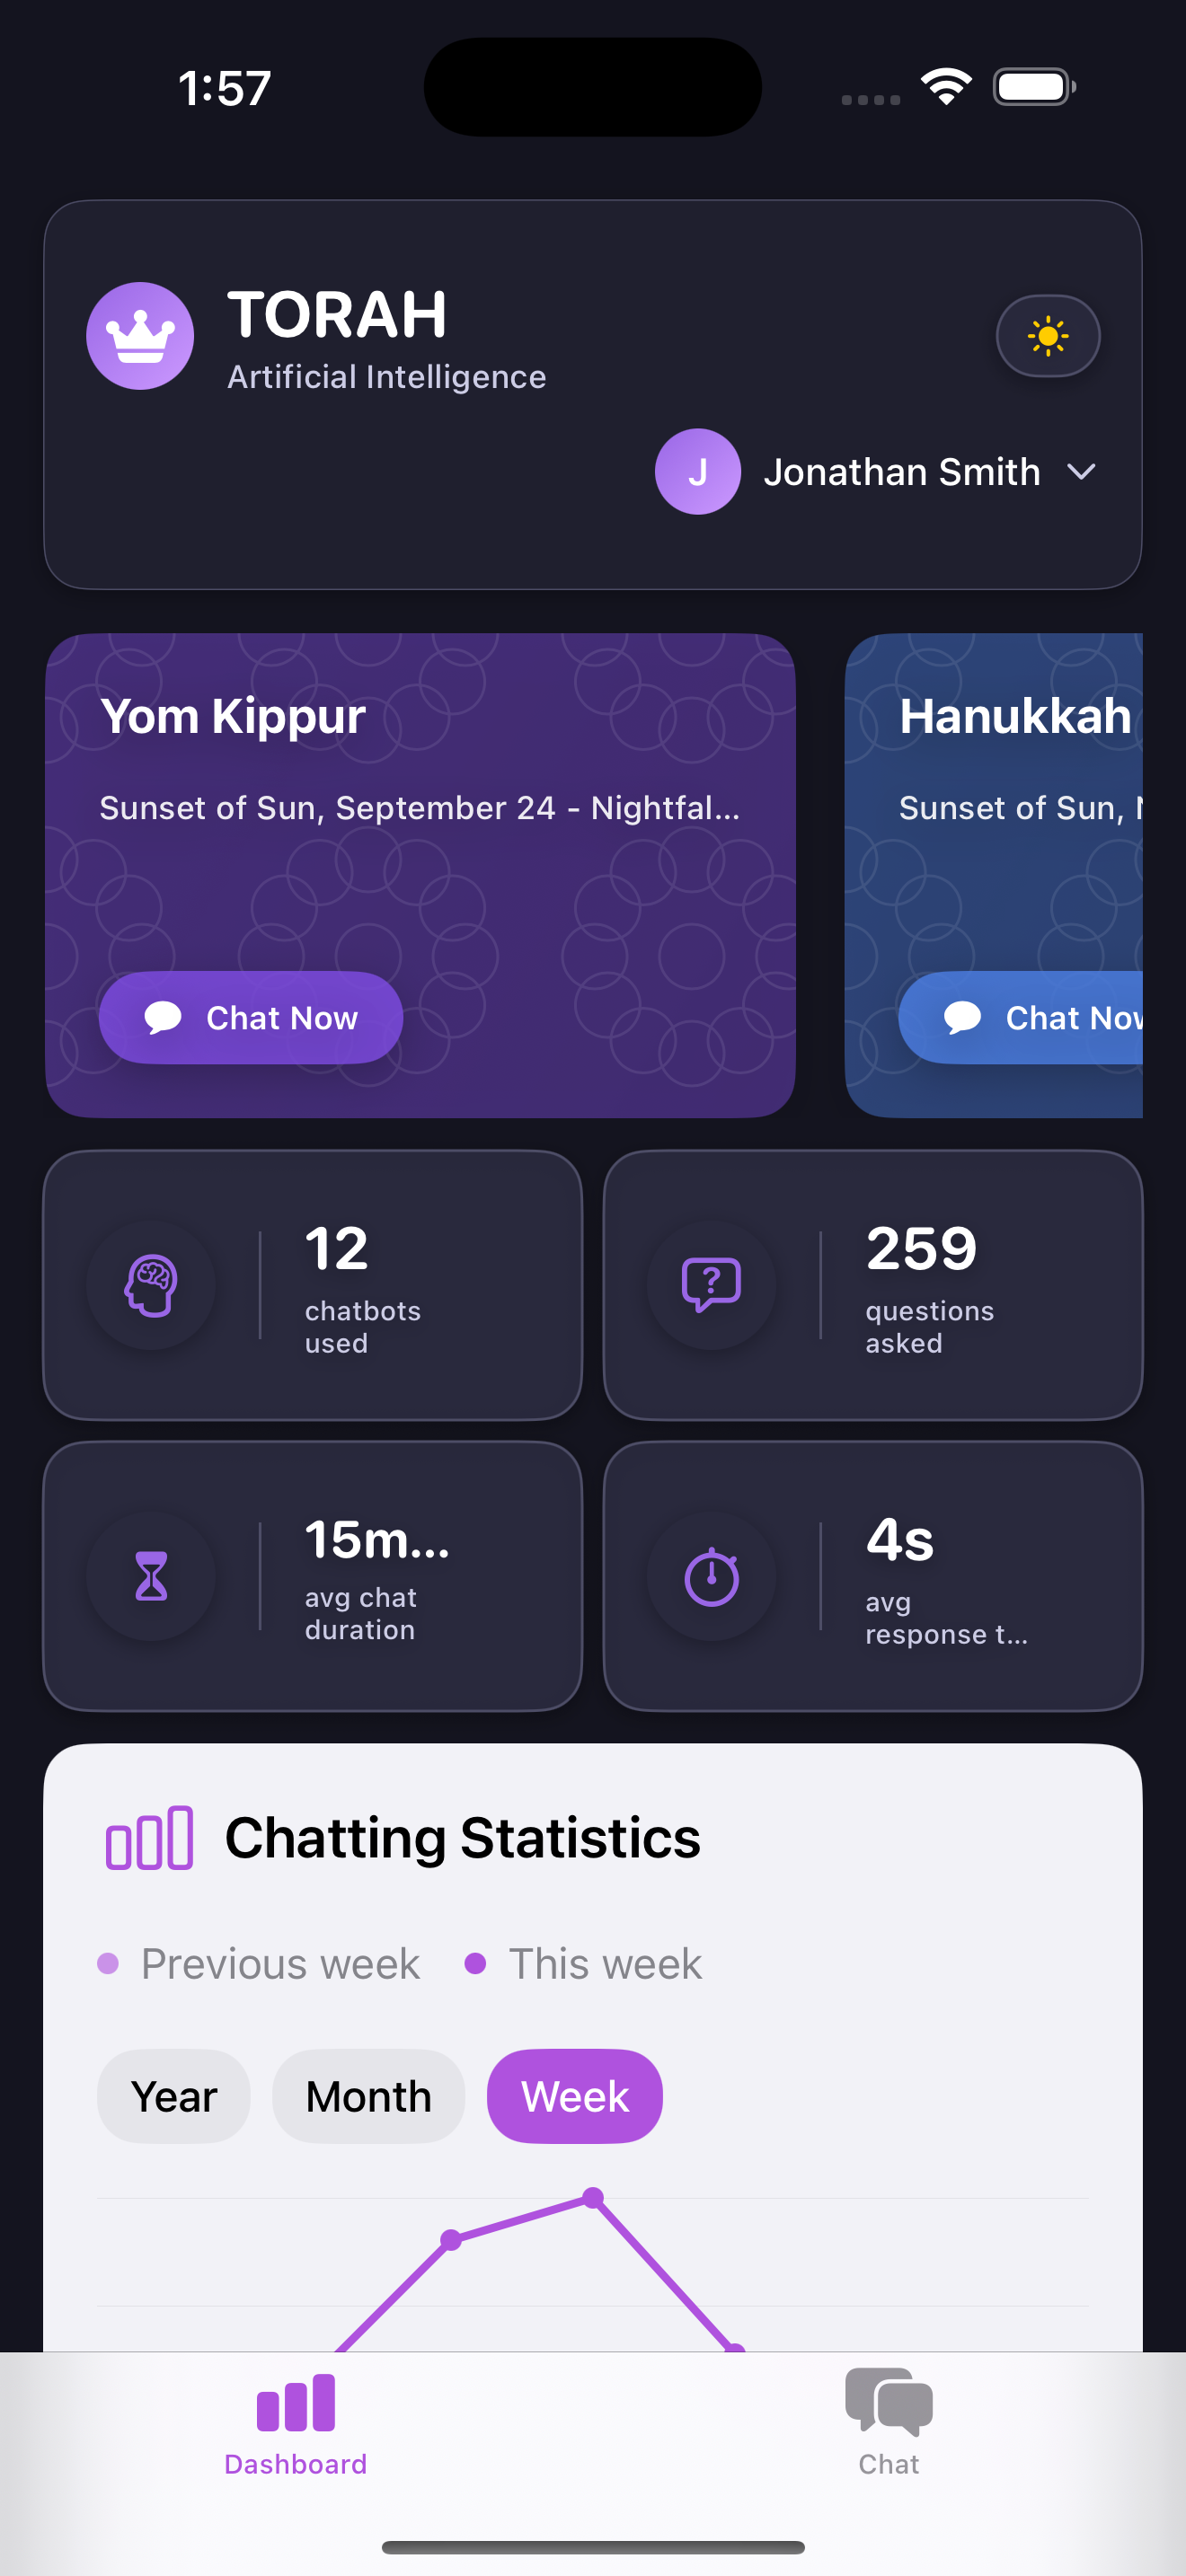 1:57
TORAH
Artificial Intelligence
J
Jonathan Smith
Yom Kippur
Sunset of Sun, September 24 - Nightfal...
Chat Now
Hanukkah
Sunset of Sun,
Chat Now
12
chatbots
used
?
259
questions
asked
15m...
avg chat
duration
4s
avg
response t...
Chatting Statistics
Previous week
This week
Year
Month
Week
Dashboard
Chat